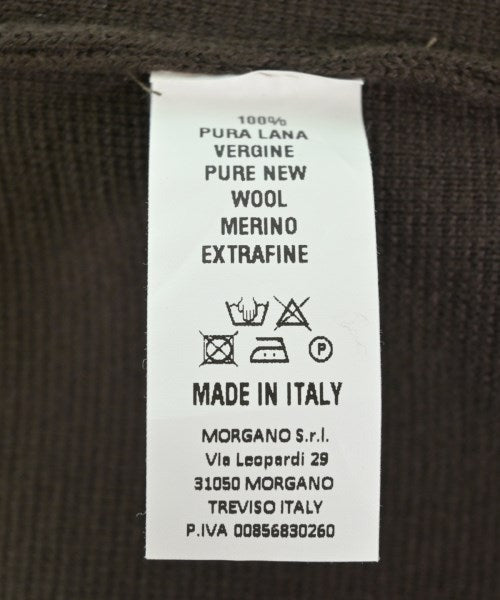 100%
PURA LANA
VERGINE
PURE NEW
WOOL
MERINO
EXTRAFINE
P
MADE IN ITALY
MORGANO S.r.l.
Via Leopardi 29
31050 MORGANO
TREVISO ITALY
P.IVA 00856830260